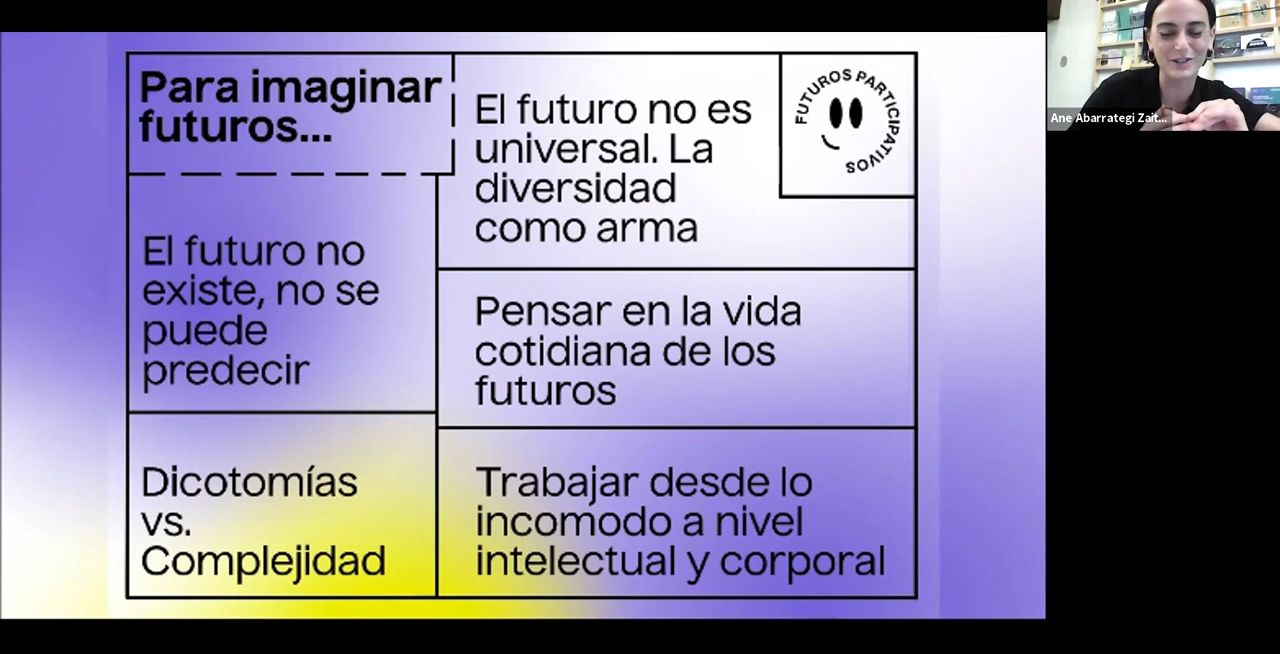 Para imaginar
futuros...
El futuro no
existe, no se
puede
predecir
Dicotomías
vs.
Complejidad
El futuro no es
universal. La
diversidad
como arma
Pensar en la vida
cotidiana de los
futuros
Trabajar desde lo
incomodo a nivel
intelectual y corporal
FUTUROS PARTICIPATIVOS
Ane Abarrategi Zait...